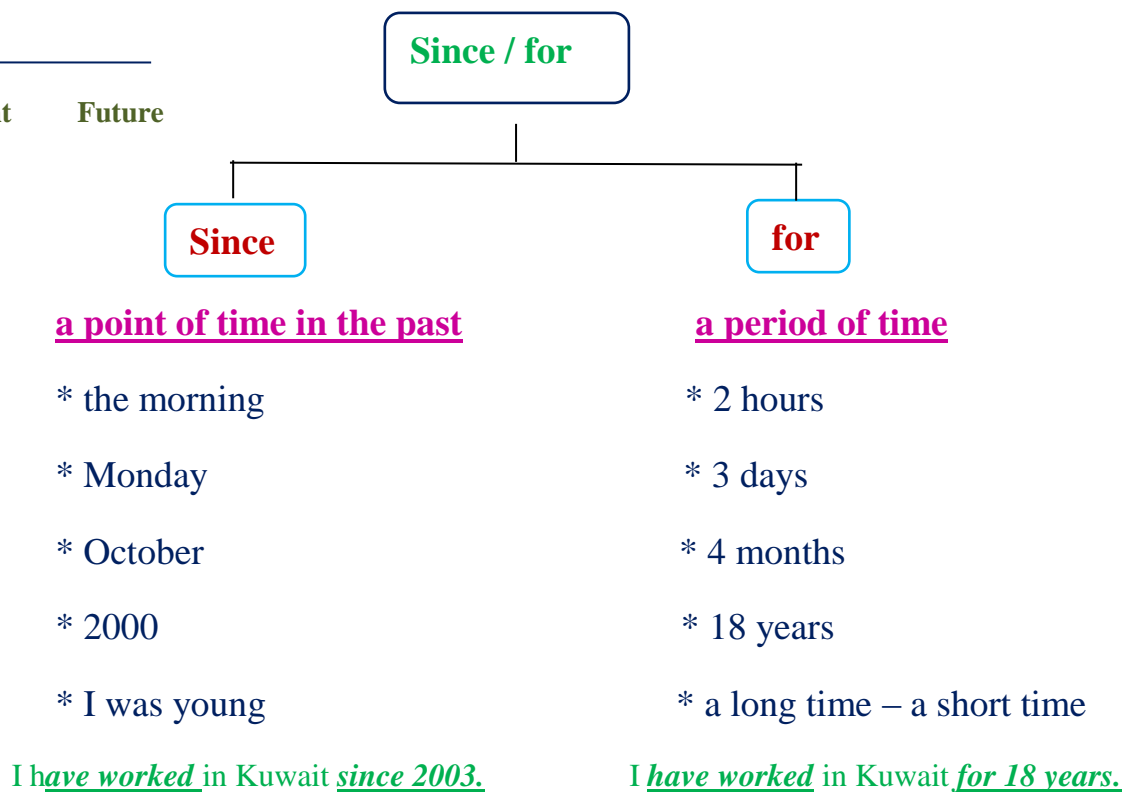 Since / for
Future
Since
for
a point of time in the past
a period of time
* the morning
* 2 hours
* Monday
* 3 days
* October
* 4 months
* 2000
* 18 years
* I was young
* a long time – a short time
I have worked in Kuwait since 2003.
I have worked in Kuwait for 18 years.